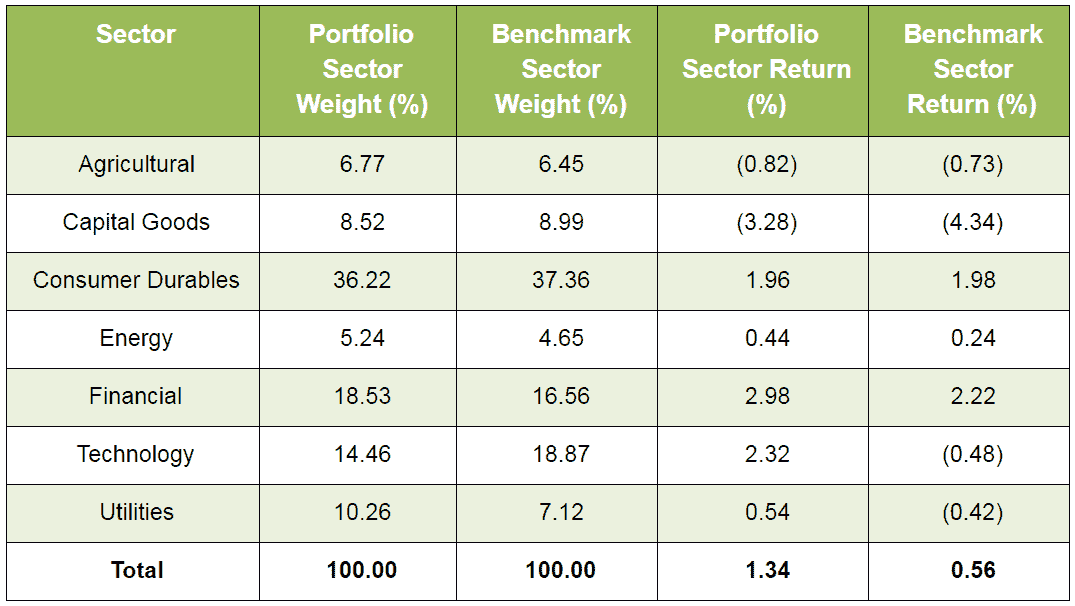 Sector Portfolio Sector Weight (%) Benchmark Sector Weight (%) Portfolio Sector Return (%) Benchmark Sector Return (%)
Agricultural 6.77 6.45 (0.82) (0.73)
Capital Goods 8.52 8.99 (3.28) (4.34)
Consumer Durables 36.22 37.36 1.96 1.98
Energy 5.24 4.65 0.44 0.24
Financial 18.53 16.56 2.98 2.22
Technology 14.46 18.87 2.32 (0.48)
Utilities 10.26 7.12 0.54 (0.42)
Total 100.00 100.00 1.34 0.56